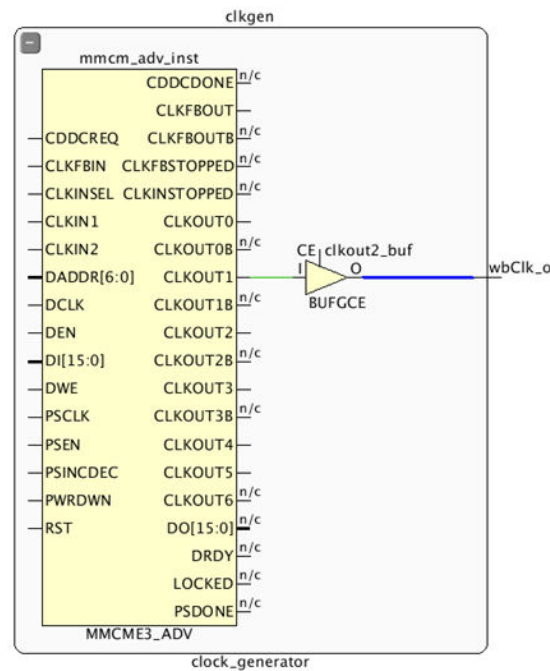 clkgen
mmcm_adv_inst
CDDCDONE n/c
CLKFBOUT
CDDCREQ CLKFBOUTB n/c
CLKFBIN CLKFBSTOPPED n/c
CLKINSEL CLKINSTOPPED n/c
CLKIN1 CLKOUT0
CLKIN2 CLKOUT0B n/c
CE clkout2_buf
DADDR[6:0] CLKOUT1 I O wbClk_o
DCLK CLKOUT1B n/c BUFGCE
DEN CLKOUT2
DI[15:0] CLKOUT2B n/c
DWE CLKOUT3
PSCLK CLKOUT3B n/c
PSEN CLKOUT4
PSINCDEC CLKOUT5
PWRDWN CLKOUT6 n/c
RST DO[15:0] n/c
DRDY n/c
LOCKED n/c
PSDONE n/c
MMCME3_ADV
clock_generator